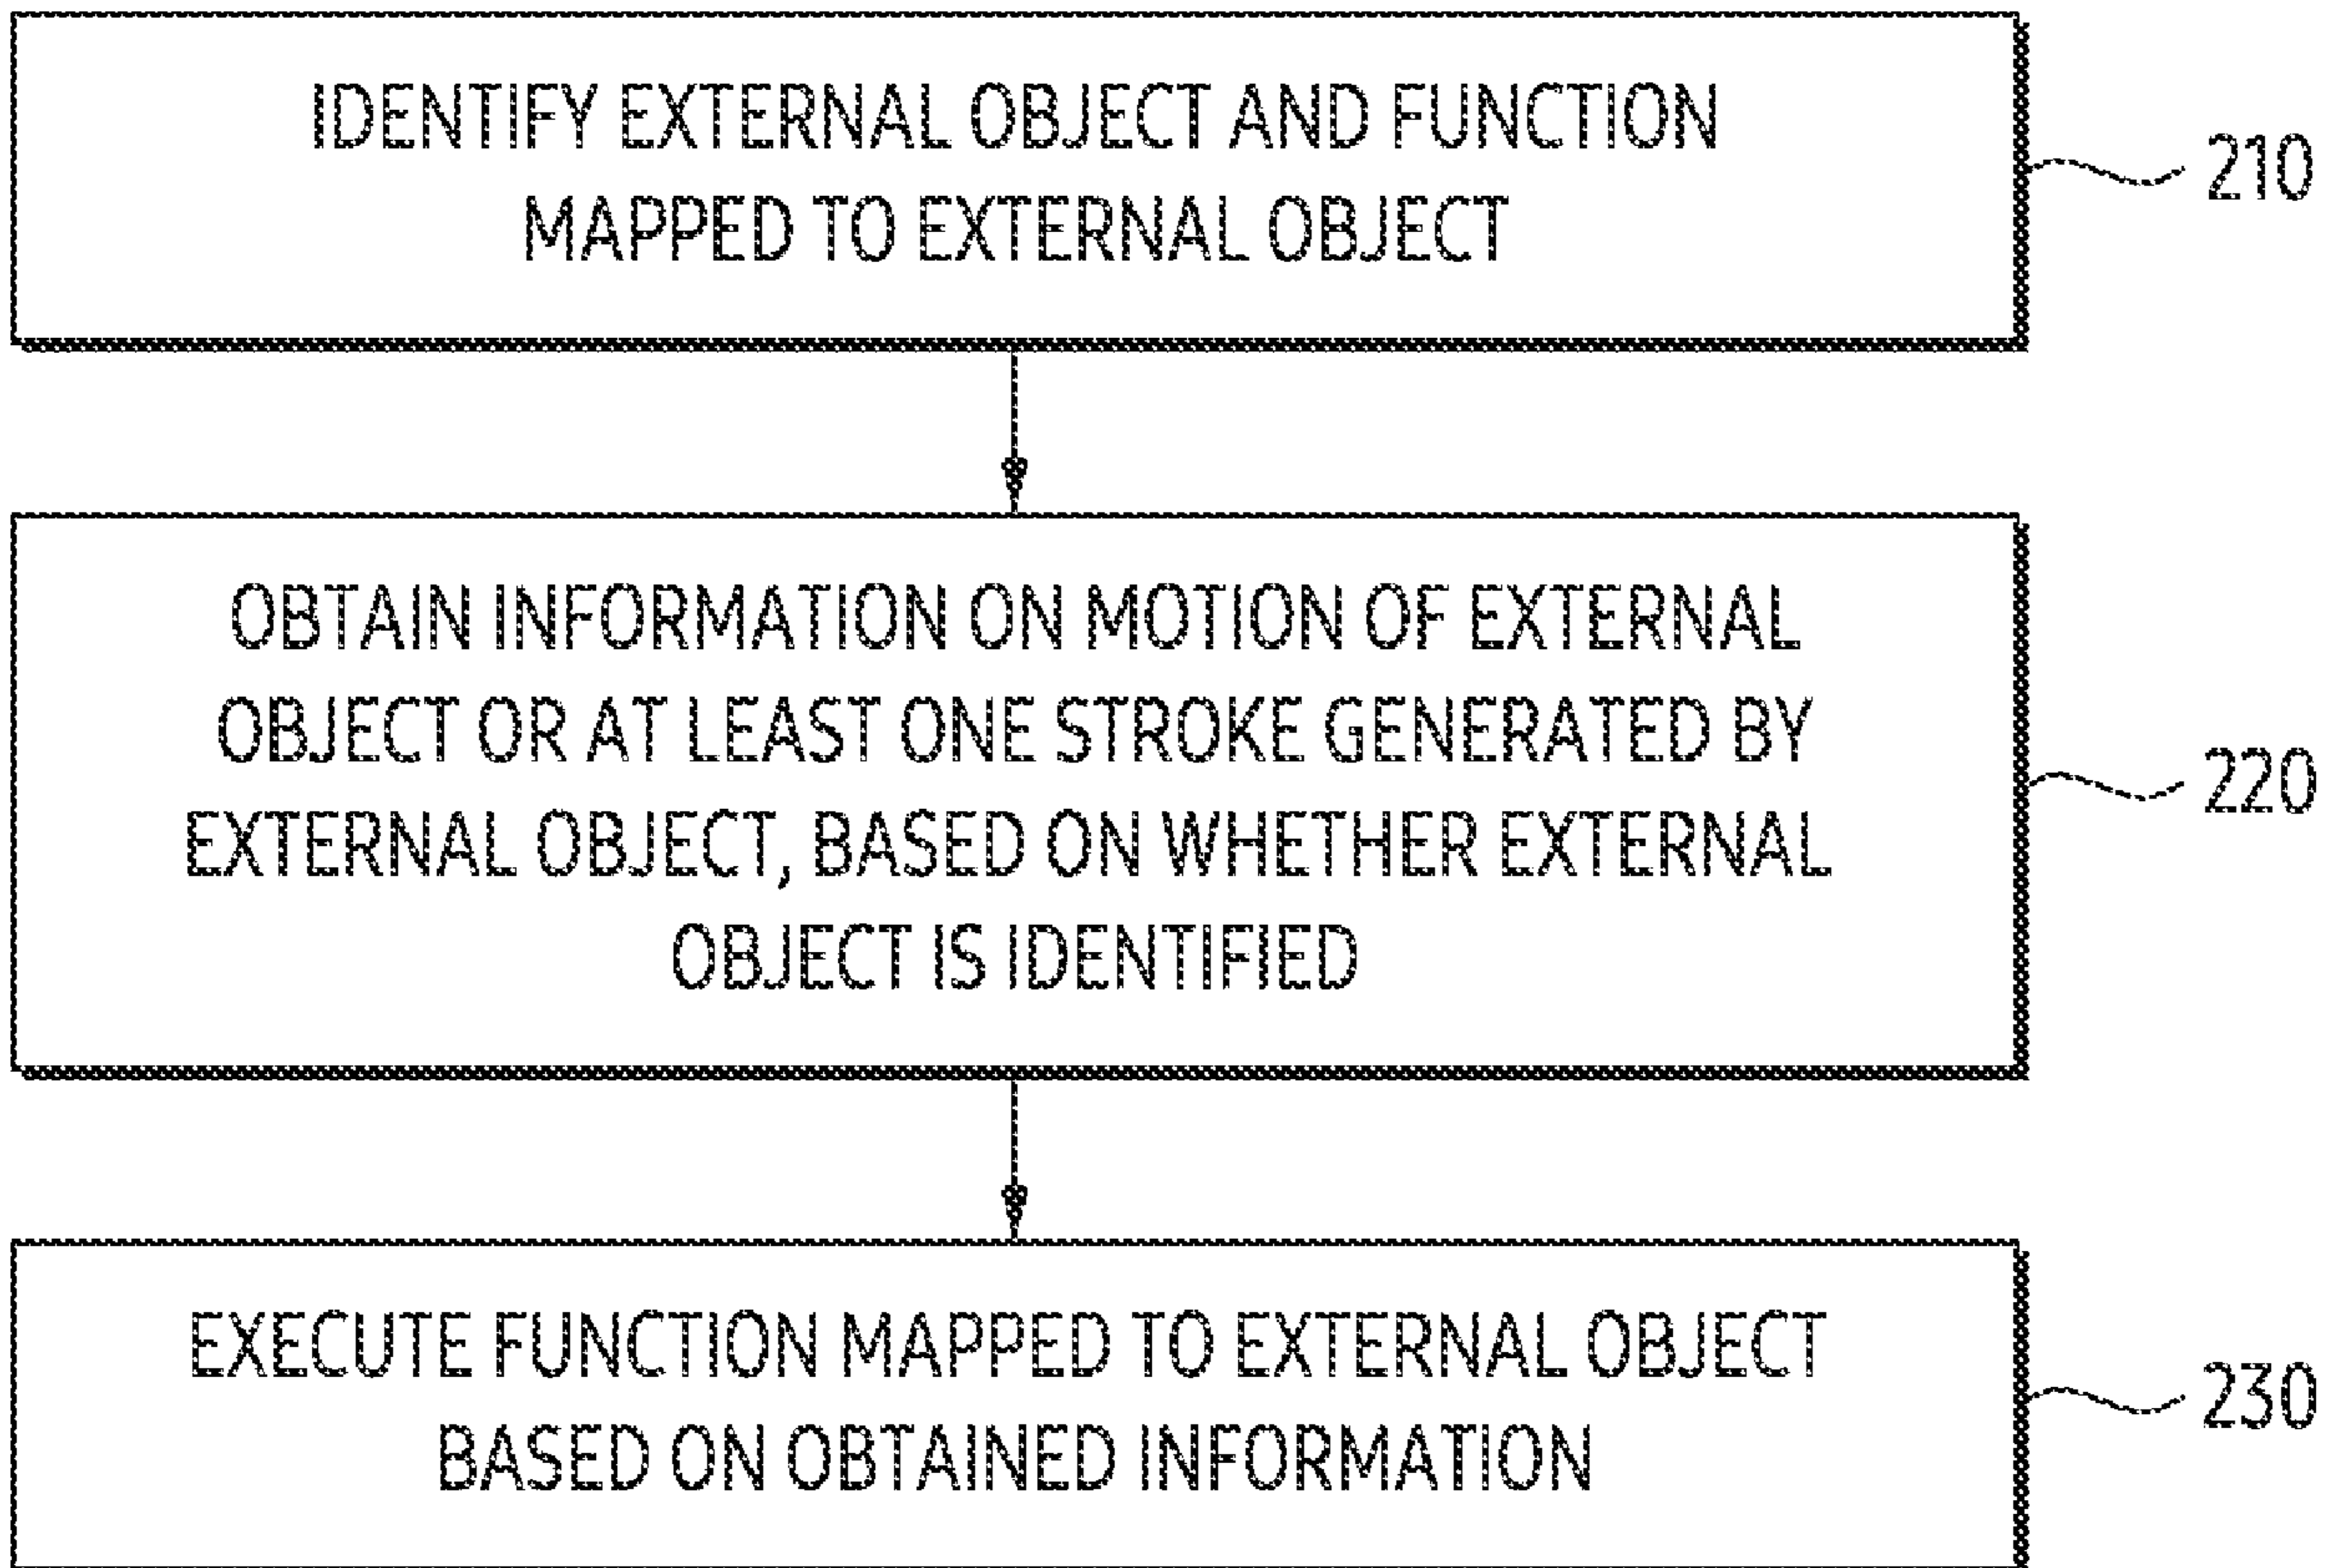 IDENTIFY EXTERNAL OBJECT AND FUNCTION
MAPPED TO EXTERNAL OBJECT
210
OBTAIN INFORMATION ON MOTION OF EXTERNAL
OBJECT OR AT LEAST ONE STROKE GENERATED BY
EXTERNAL OBJECT, BASED ON WHETHER EXTERNAL
OBJECT IS IDENTIFIED
220
EXECUTE FUNCTION MAPPED TO EXTERNAL OBJECT
BASED ON OBTAINED INFORMATION
230